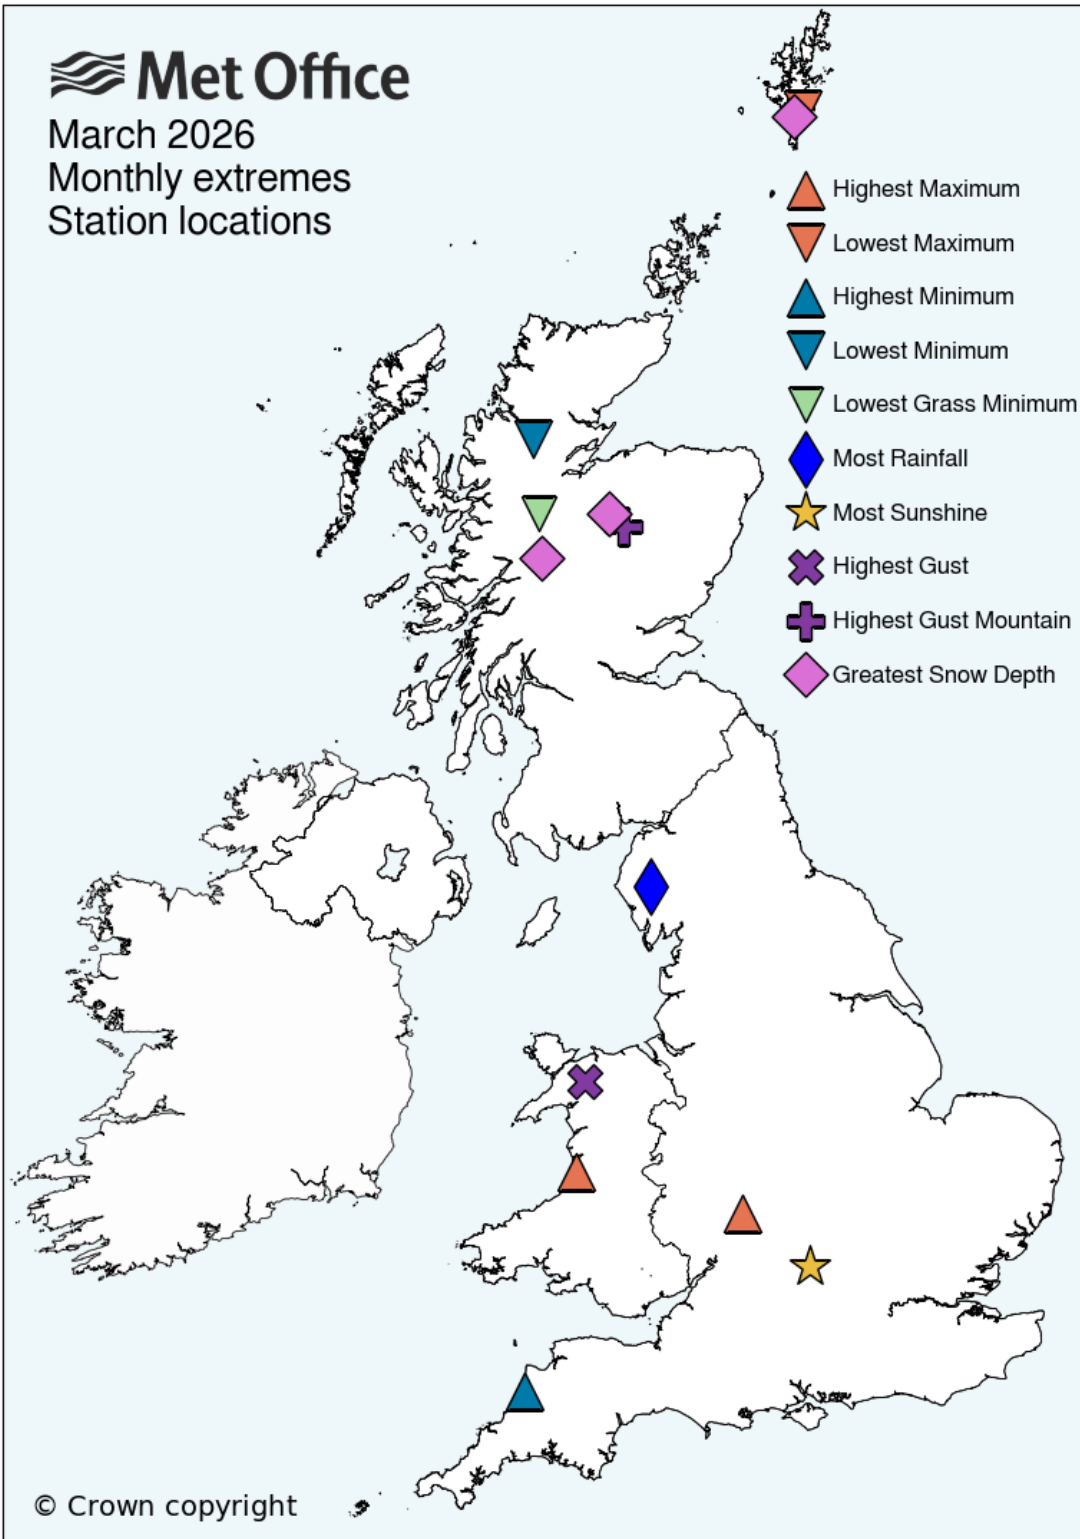 Met Office
March 2026
Monthly extremes
Station locations
Highest Maximum
Lowest Maximum
Highest Minimum
Lowest Minimum
Lowest Grass Minimum
Most Rainfall
Most Sunshine
Highest Gust
Highest Gust Mountain
Greatest Snow Depth
© Crown copyright